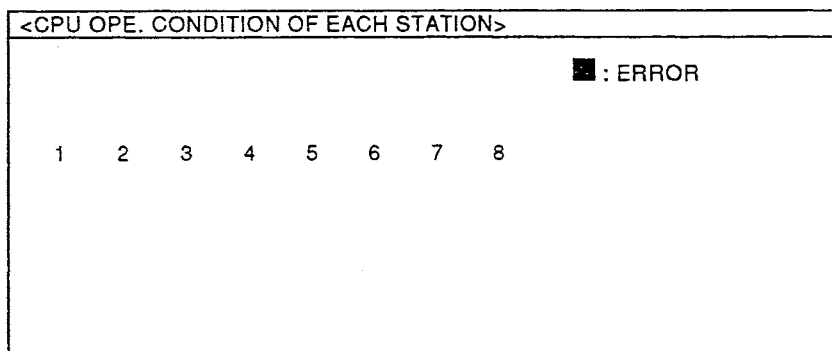 <CPU OPE. CONDITION OF EACH STATION>
: ERROR
1 2 3 4 5 6 7 8